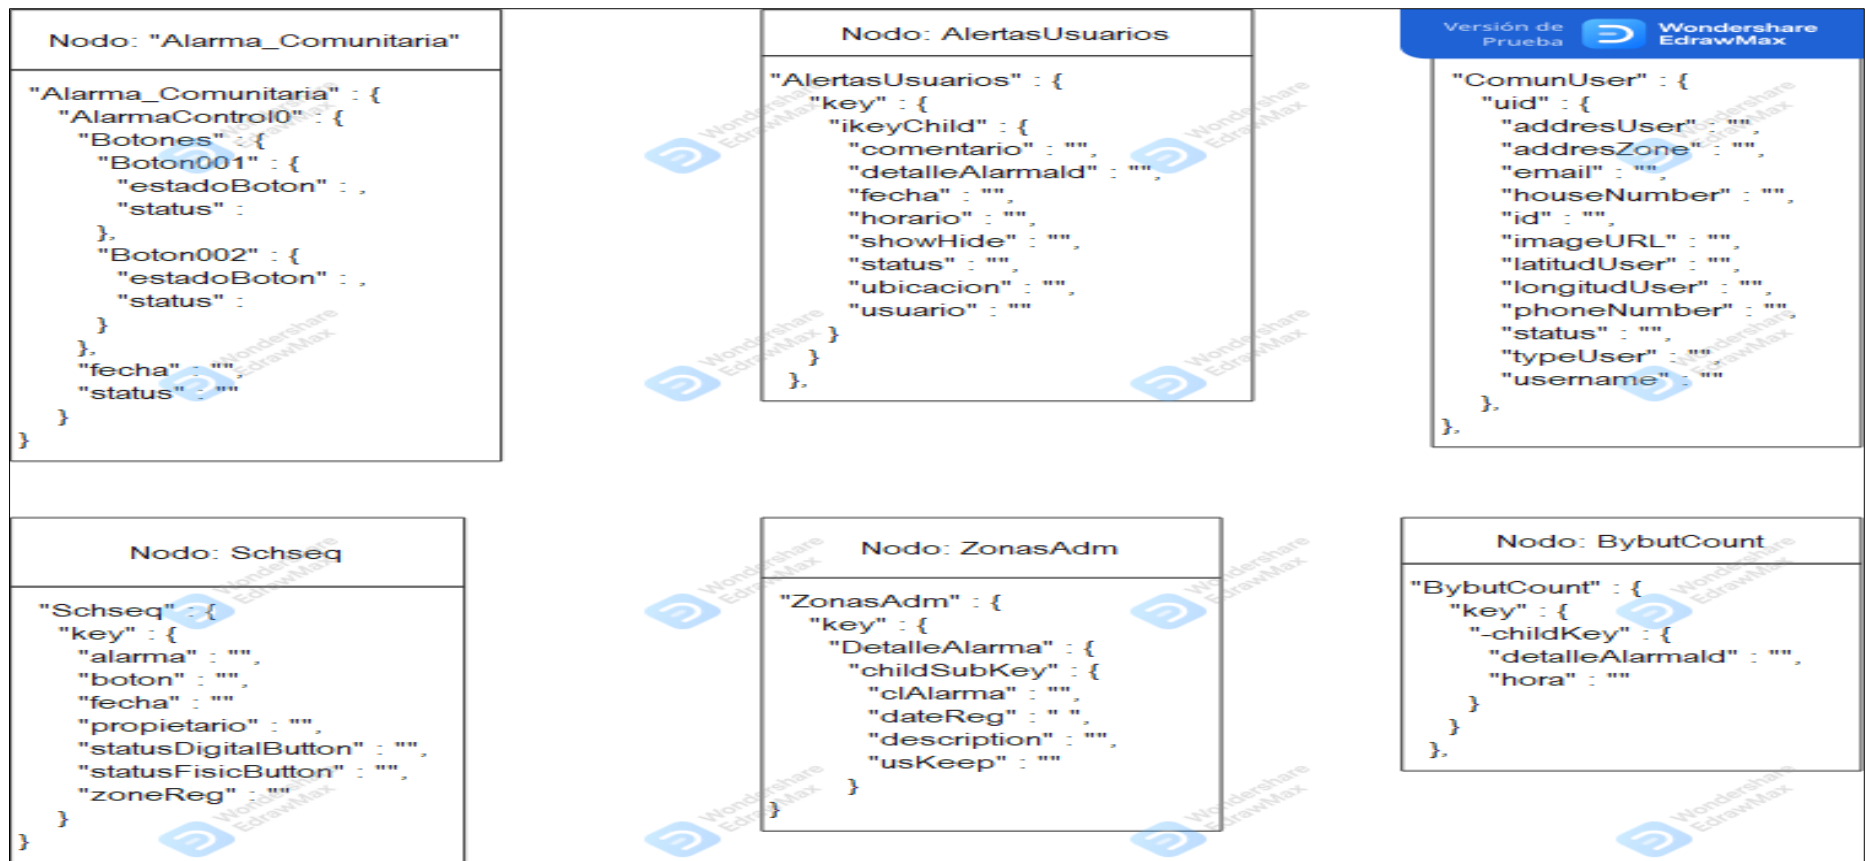 Nodo: "Alarma_Comunitaria"
"Alarma_Comunitaria" : {
"AlarmaControl0" : {
"Botones" : {
"Boton001" : {
"estadoBoton" : ,
"status" :
},
"Boton002" : {
"estadoBoton" : ,
"status" :
}
},
"fecha" : "",
"status" : ""
}
}
Nodo: AlertasUsuarios
"AlertasUsuarios" : {
"key" : {
"ikeyChild" : {
"comentario" : "",
"detalleAlarmaId" : "",
"fecha" : "",
"horario" : "",
"showHide" : "",
"status" : "",
"ubicacion" : "",
"usuario" : ""
}
}
},
Versión de
Prueba
Wondershare
EdrawMax
"ComunUser" : {
"uid" : {
"addresUser" : "",
"addresZone" : "",
"email" : "",
"houseNumber" : "",
"id" : "",
"imageURL" : "",
"latitudUser" : "",
"longitudUser" : "",
"phoneNumber" : "",
"status" : "",
"typeUser" : "",
"username" : ""
},
},
Nodo: Schseq
"Schseq" : {
"key" : {
"alarma" : "",
"boton" : "",
"fecha" : ""
"propietario" : "",
"statusDigitalButton" : "",
"statusFisicButton" : "",
"zoneReg" : ""
}
}
Nodo: ZonasAdm
"ZonasAdm" : {
"key" : {
"DetalleAlarma" : {
"childSubKey" : {
"clAlarma" : "",
"dateReg" : " ",
"description" : "",
"usKeep" : ""
}
}
Nodo: BybutCount
"BybutCount" : {
"key" : {
"-childKey" : {
"detalleAlarmaId" : "",
"hora" : ""
}
}
},